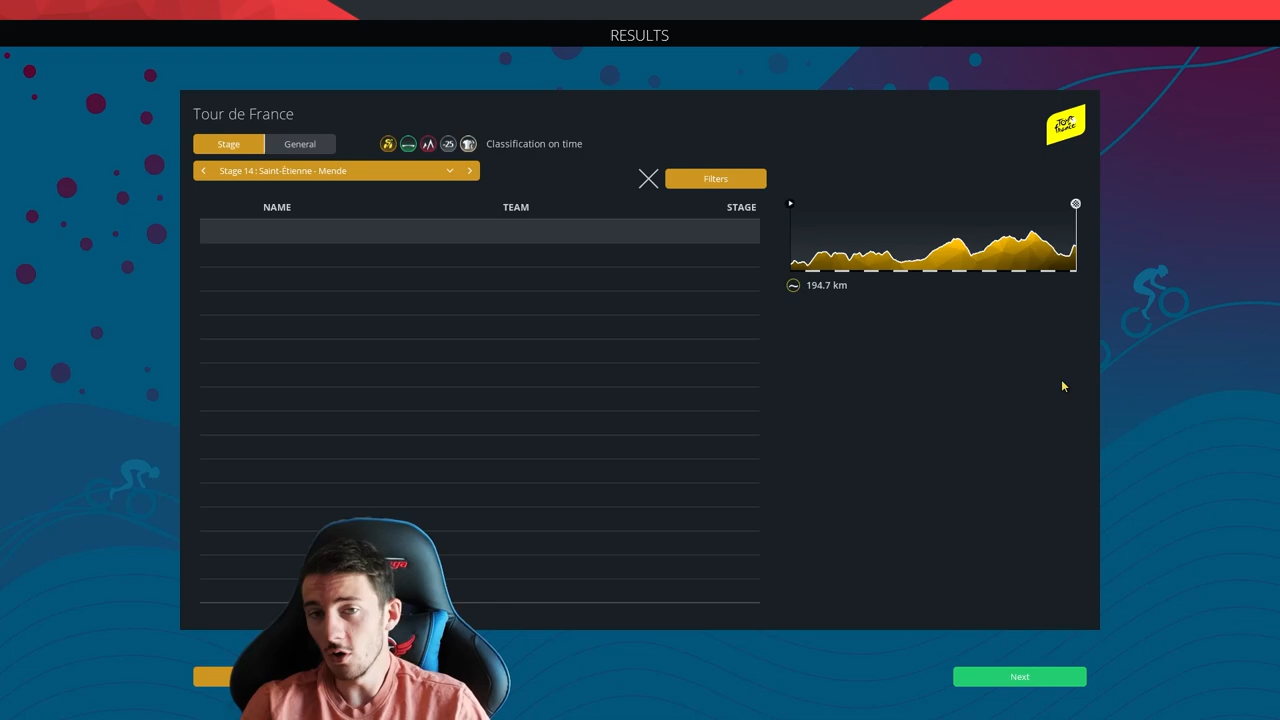 RESULTS
Tour de France
Stage
General
-25
Classification on time
Stage 14 : Saint-Étienne - Mende
Filters
NAME
TEAM
STAGE
194.7 km
Next